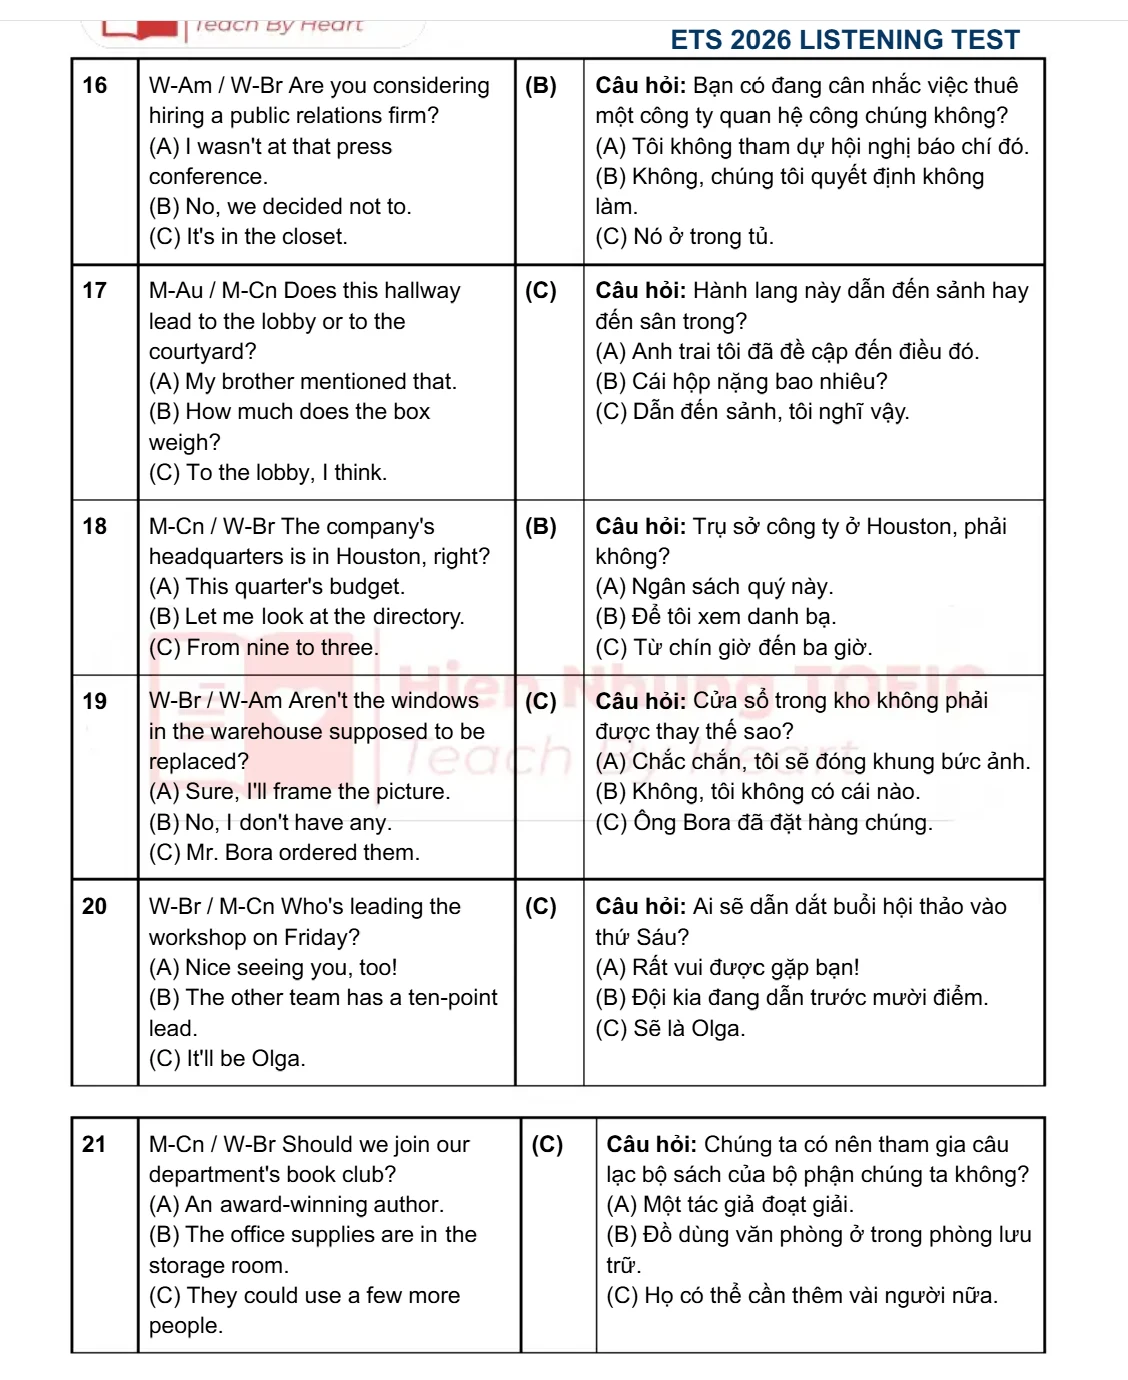 Teach By Heart
ETS 2026 LISTENING TEST
16
W-Am / W-Br Are you considering
hiring a public relations firm?
(A) I wasn't at that press
conference.
(B) No, we decided not to.
(C) It's in the closet.
(B)
Câu hỏi: Bạn có đang cân nhắc việc thuê
một công ty quan hệ công chúng không?
(A) Tôi không tham dự hội nghị báo chí đó.
(B) Không, chúng tôi quyết định không
làm.
(C) Nó ở trong tủ.
17
M-Au / M-Cn Does this hallway
lead to the lobby or to the
courtyard?
(A) My brother mentioned that.
(B) How much does the box
weigh?
(C) To the lobby, I think.
(C)
Câu hỏi: Hành lang này dẫn đến sảnh hay
đến sân trong?
(A) Anh trai tôi đã đề cập đến điều đó.
(B) Cái hộp nặng bao nhiêu?
(C) Dẫn đến sảnh, tôi nghĩ vậy.
18
M-Cn / W-Br The company's
headquarters is in Houston, right?
(A) This quarter's budget.
(B) Let me look at the directory.
(C) From nine to three.
(B)
Câu hỏi: Trụ sở công ty ở Houston, phải
không?
(A) Ngân sách quý này.
(B) Để tôi xem danh bạ.
(C) Từ chín giờ đến ba giờ.
Hien Nhung TOEIC
Teach By Heart
19
W-Br / W-Am Aren't the windows
in the warehouse supposed to be
replaced?
(A) Sure, I'll frame the picture.
(B) No, I don't have any.
(C) Mr. Bora ordered them.
(C)
Câu hỏi: Cửa sổ trong kho không phải
được thay thế sao?
(A) Chắc chắn, tôi sẽ đóng khung bức ảnh.
(B) Không, tôi không có cái nào.
(C) Ông Bora đã đặt hàng chúng.
20
W-Br / M-Cn Who's leading the
workshop on Friday?
(A) Nice seeing you, too!
(B) The other team has a ten-point
lead.
(C) It'll be Olga.
(C)
Câu hỏi: Ai sẽ dẫn dắt buổi hội thảo vào
thứ Sáu?
(A) Rất vui được gặp bạn!
(B) Đội kia đang dẫn trước mười điểm.
(C) Sẽ là Olga.
21
M-Cn / W-Br Should we join our
department's book club?
(A) An award-winning author.
(B) The office supplies are in the
storage room.
(C) They could use a few more
people.
(C)
Câu hỏi: Chúng ta có nên tham gia câu
lạc bộ sách của bộ phận chúng ta không?
(A) Một tác giả đoạt giải.
(B) Đồ dùng văn phòng ở trong phòng lưu
trữ.
(C) Họ có thể cần thêm vài người nữa.